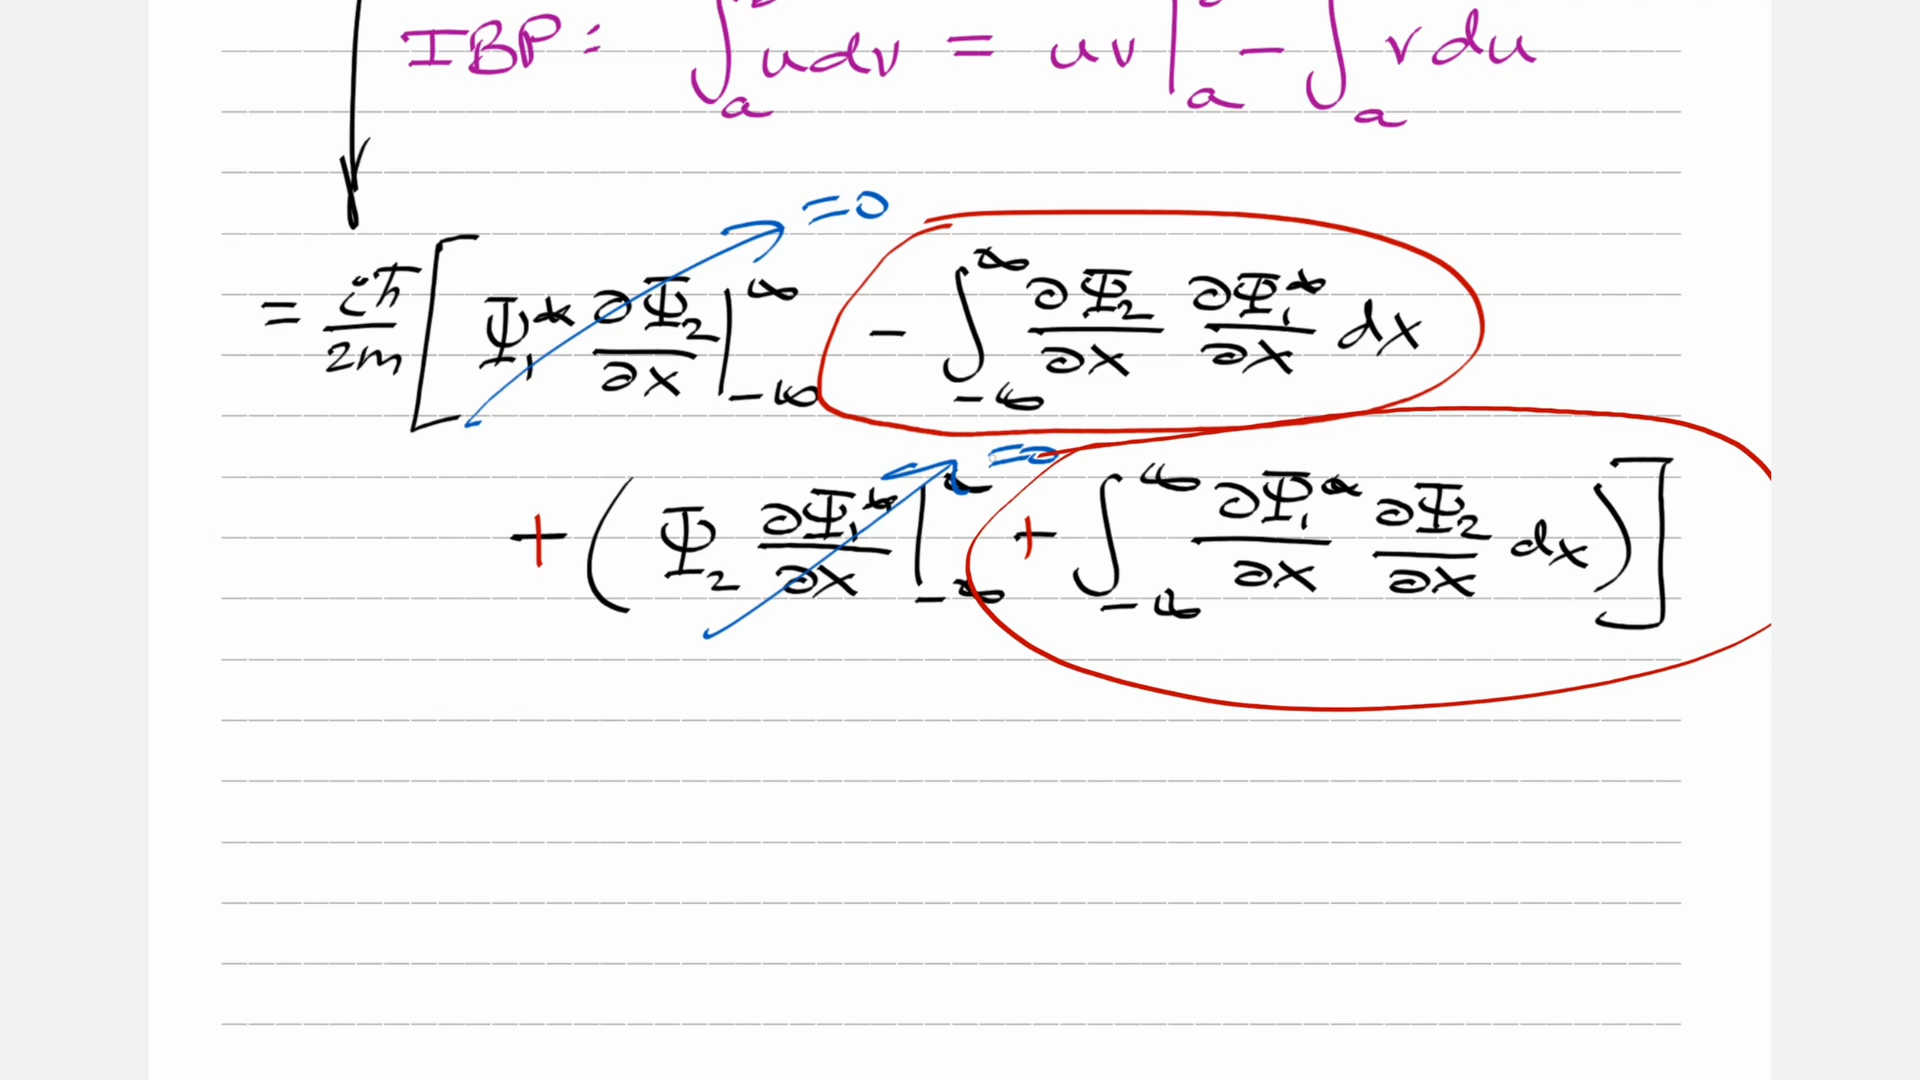 IBP: ∫_a u dv = uv |_a - ∫_a v du
= iħ/2m [ Ψ₁* ∂Ψ₂/∂x |_{-∞}^{∞} - ∫_{-∞}^{∞} ∂Ψ₂/∂x ∂Ψ₁*/∂x dx
=0
+ ( Ψ₂ ∂Ψ₁*/∂x |_{-∞}^{∞} + ∫_{-∞}^{∞} ∂Ψ₁*/∂x ∂Ψ₂/∂x dx ) ]
=0